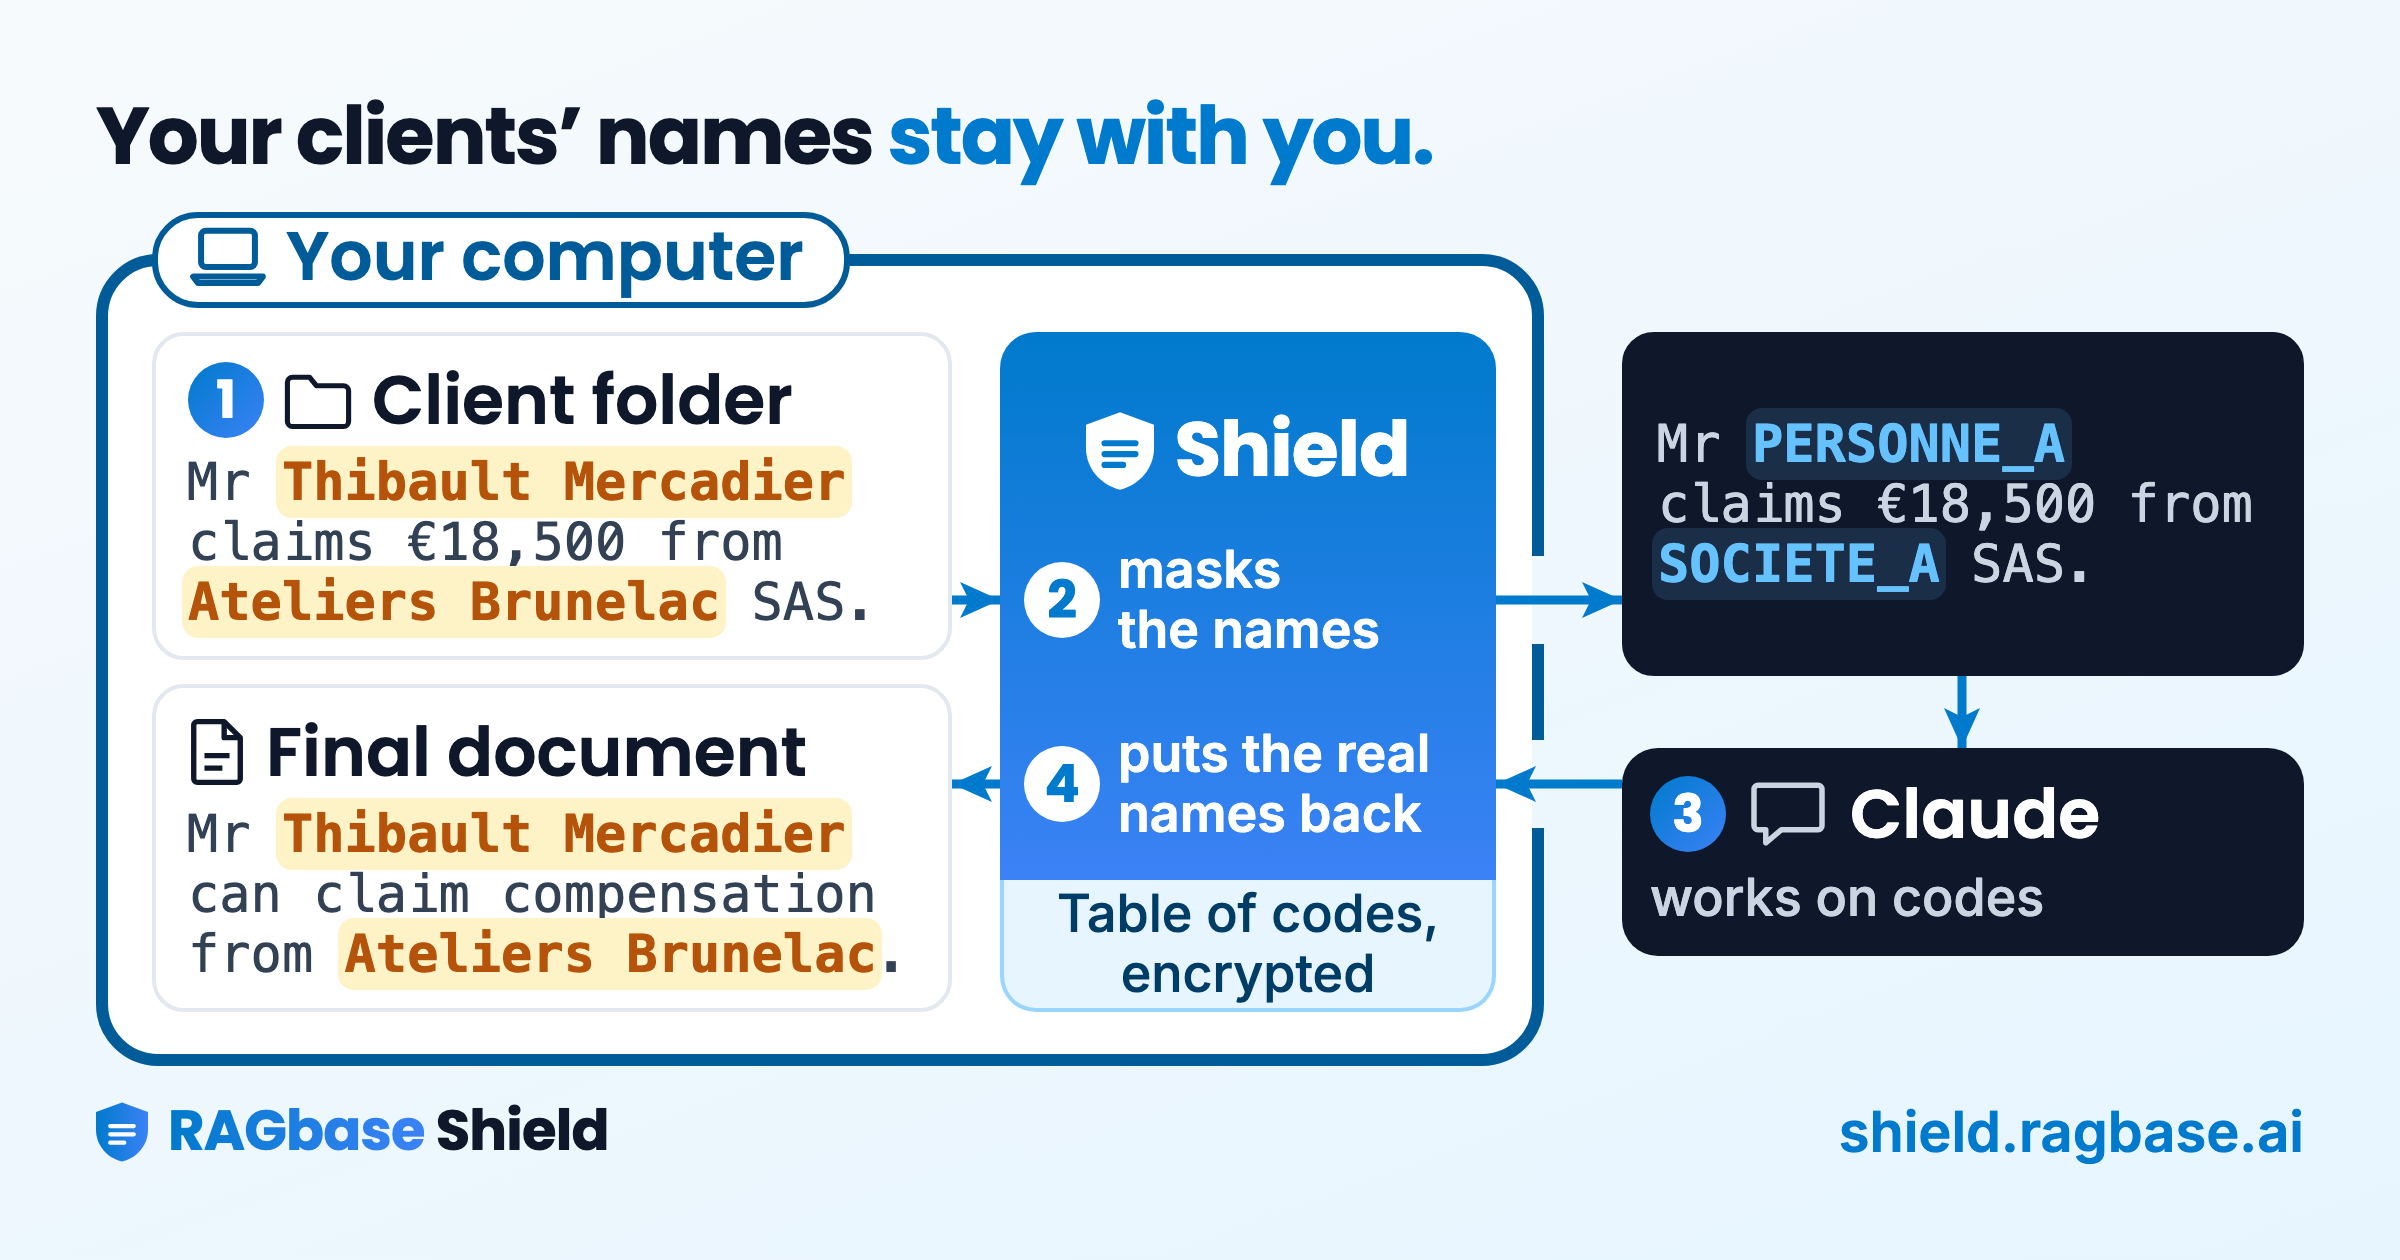 Your clients’ names stay with you.
Your computer
1 Client folder
Mr Thibault Mercadier
claims €18,500 from
Ateliers Brunelac SAS.
Shield
2 masks
the names
Mr PERSONNE_A
claims €18,500 from
SOCIETE_A SAS.
3 Claude
works on codes
4 puts the real
names back
Table of codes,
encrypted
Final document
Mr Thibault Mercadier
can claim compensation
from Ateliers Brunelac.
RAGbase Shield
shield.ragbase.ai